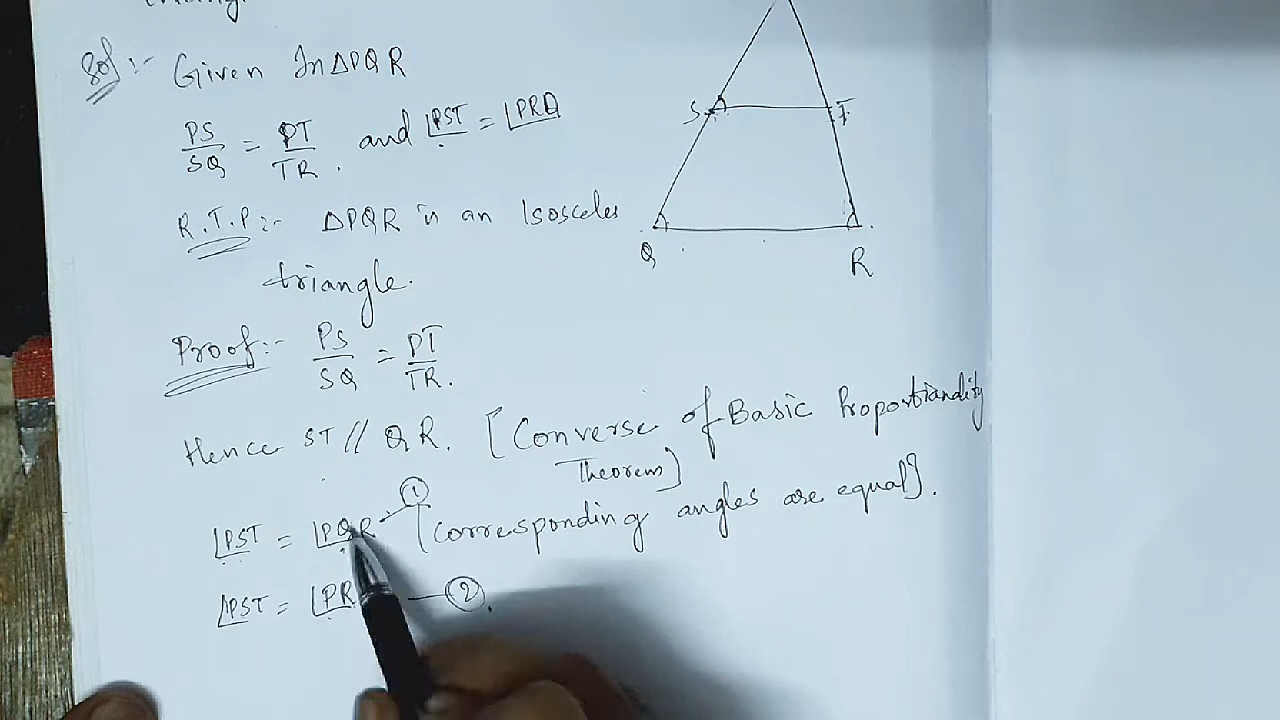 Sol:- Given In ΔPQR
PS/SQ = PT/TR. and ∠PST = ∠PRQ
R.T.P:- ΔPQR is an Isosceles
triangle.
Proof:- PS/SQ = PT/TR.
Hence ST // QR. [Converse of Basic Proportionality
Theorem]
∠PST = ∠PQR - ① [corresponding angles are equal].
∠PST = ∠PR — ②.
S
T
Q
R